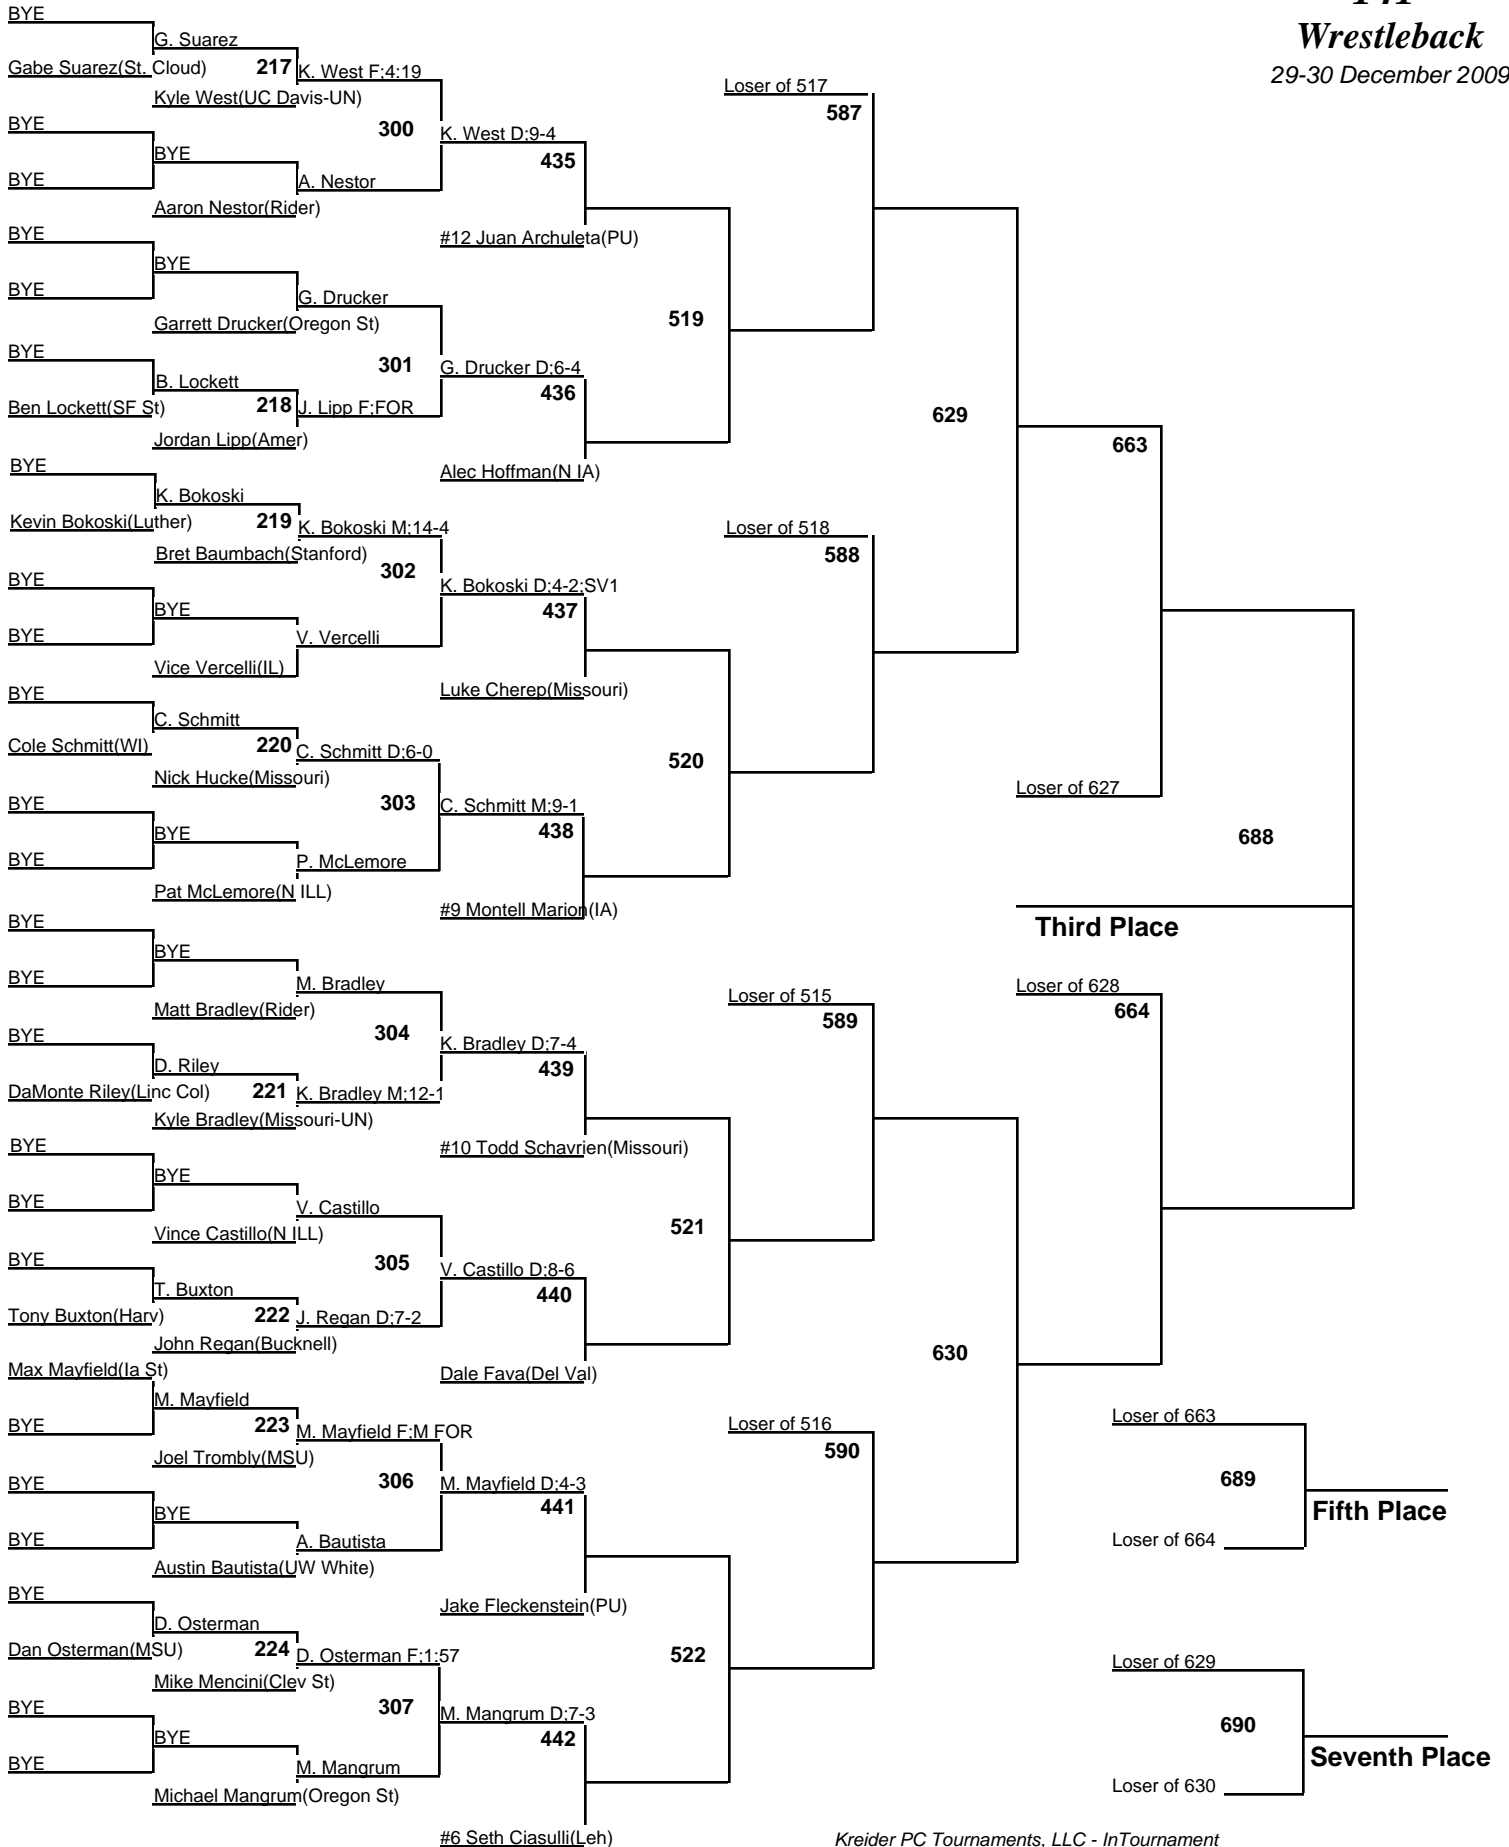 Wrestleback
29-30 December 2009
BYE
G. Suarez
Gabe Suarez(St. Cloud)
217
K. West F;4:19
Kyle West(UC Davis-UN)
BYE
300
K. West D;9-4
BYE
435
BYE
A. Nestor
Aaron Nestor(Rider)
#12 Juan Archuleta(PU)
Loser of 517
587
BYE
BYE
BYE
G. Drucker
Garrett Drucker(Oregon St)
519
BYE
301
G. Drucker D;6-4
B. Lockett
436
Ben Lockett(SF St)
218
J. Lipp F;FOR
629
Jordan Lipp(Amer)
663
BYE
Alec Hoffman(N IA)
K. Bokoski
Kevin Bokoski(Luther)
219
K. Bokoski M;14-4
Loser of 518
Bret Baumbach(Stanford)
588
302
BYE
K. Bokoski D;4-2;SV1
BYE
437
BYE
V. Vercelli
Vice Vercelli(IL)
Luke Cherep(Missouri)
BYE
C. Schmitt
Cole Schmitt(WI)
220
C. Schmitt D;6-0
520
Nick Hucke(Missouri)
Loser of 627
BYE
303
C. Schmitt M;9-1
BYE
438
688
BYE
P. McLemore
Pat McLemore(N ILL)
#9 Montell Marion(IA)
BYE
Third Place
BYE
BYE
M. Bradley
Loser of 515
Loser of 628
Matt Bradley(Rider)
589
664
BYE
304
K. Bradley D;7-4
D. Riley
439
DaMonte Riley(Linc Col)
221
K. Bradley M;12-1
Kyle Bradley(Missouri-UN)
BYE
#10 Todd Schavrien(Missouri)
BYE
BYE
V. Castillo
521
Vince Castillo(N ILL)
BYE
305
V. Castillo D;8-6
T. Buxton
440
Tony Buxton(Harv)
222
J. Regan D;7-2
John Regan(Bucknell)
630
Max Mayfield(Ia St)
Dale Fava(Del Val)
M. Mayfield
BYE
223
M. Mayfield F;M FOR
Loser of 516
Loser of 663
Joel Trombly(MSU)
590
BYE
306
M. Mayfield D;4-3
689
BYE
441
Fifth Place
BYE
A. Bautista
Loser of 664
Austin Bautista(UW White)
BYE
Jake Fleckenstein(PU)
D. Osterman
Dan Osterman(MSU)
224
D. Osterman F;1:57
522
Loser of 629
Mike Mencini(Clev St)
BYE
307
M. Mangrum D;7-3
690
BYE
442
Seventh Place
BYE
M. Mangrum
Loser of 630
Michael Mangrum(Oregon St)
#6 Seth Ciasulli(Leh)
Kreider PC Tournaments, LLC - InTournament